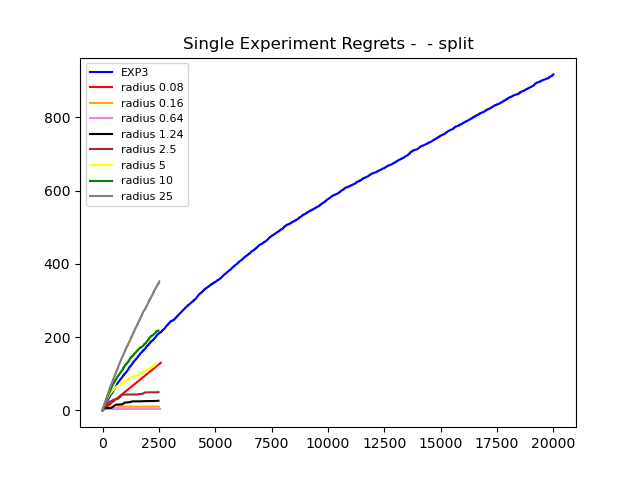 Single Experiment Regrets -  - split
EXP3
radius 0.08
radius 0.16
radius 0.64
radius 1.24
radius 2.5
radius 5
radius 10
radius 25
800
600
400
200
0
0 2500 5000 7500 10000 12500 15000 17500 20000